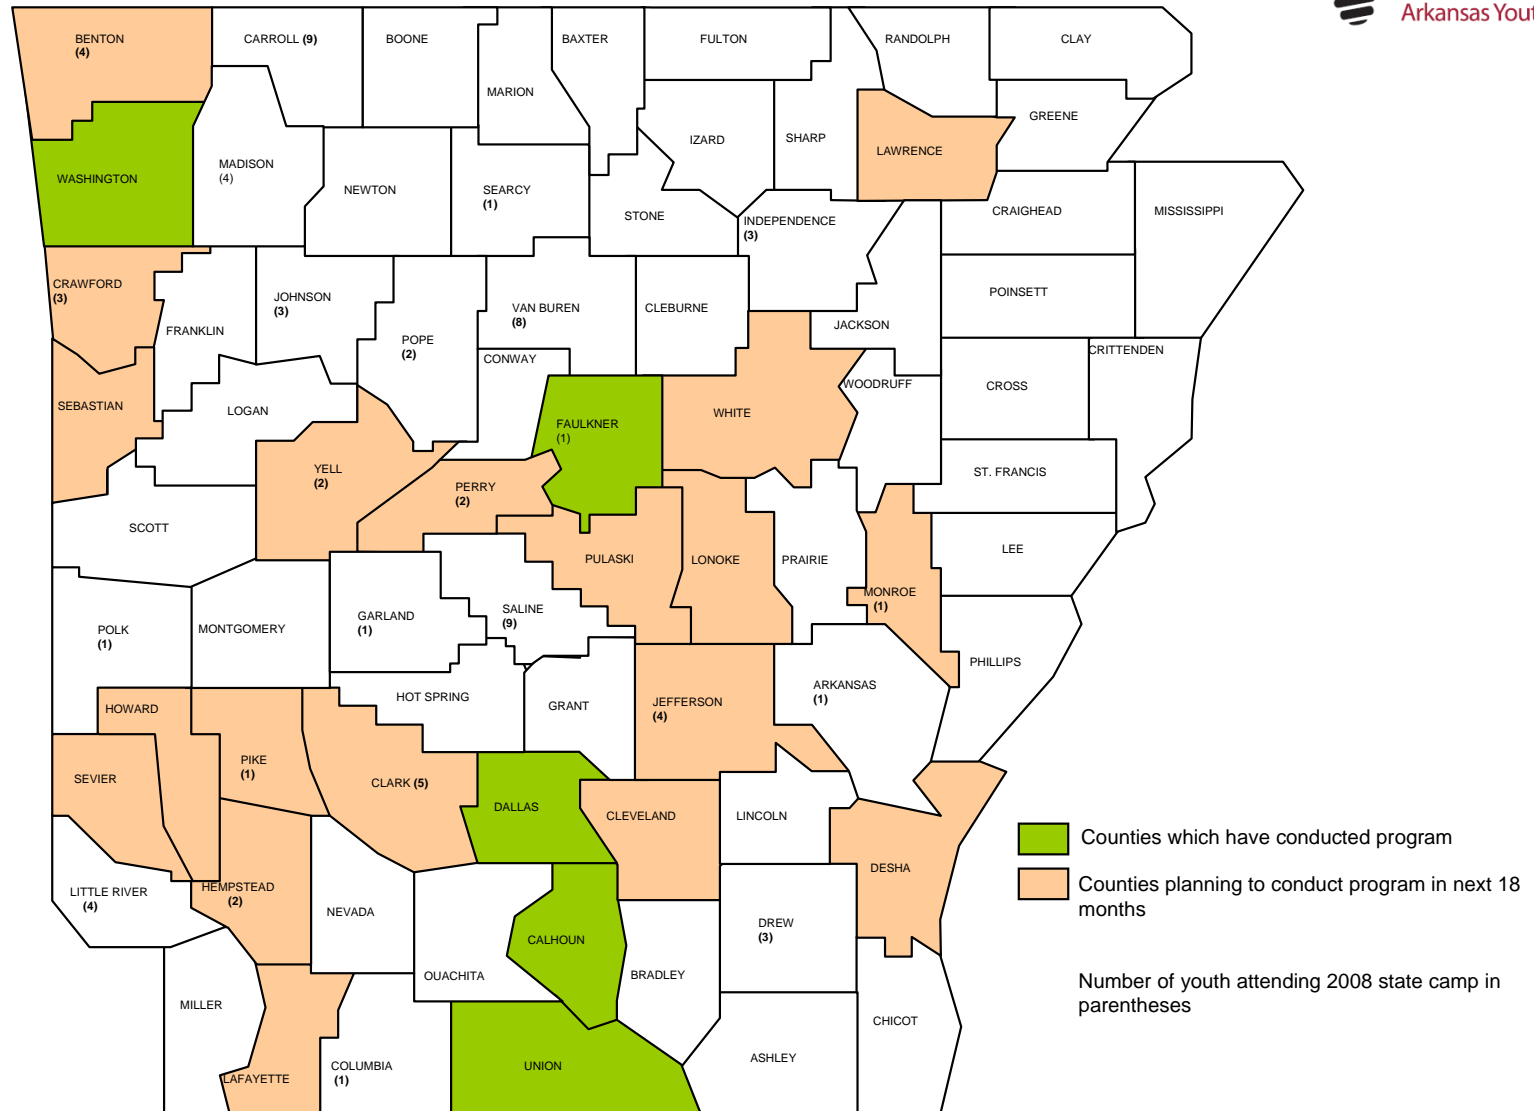 Arkansas Yout
BENTON
(4)
CARROLL (9)
BOONE
BAXTER
FULTON
RANDOLPH
CLAY
MARION
GREENE
IZARD
SHARP
LAWRENCE
WASHINGTON
MADISON
(4)
NEWTON
SEARCY
(1)
STONE
INDEPENDENCE
(3)
CRAIGHEAD
MISSISSIPPI
CRAWFORD
(3)
JOHNSON
(3)
FRANKLIN
POPE
(2)
VAN BUREN
(8)
CLEBURNE
POINSETT
JACKSON
CONWAY
CRITTENDEN
SEBASTIAN
LOGAN
FAULKNER
(1)
WHITE
WOODRUFF
CROSS
YELL
(2)
PERRY
(2)
ST. FRANCIS
SCOTT
PULASKI
LONOKE
PRAIRIE
LEE
MONROE
(1)
POLK
(1)
MONTGOMERY
GARLAND
(1)
SALINE
(9)
PHILLIPS
HOT SPRING
GRANT
JEFFERSON
(4)
ARKANSAS
(1)
HOWARD
SEVIER
PIKE
(1)
CLARK (5)
DALLAS
CLEVELAND
LINCOLN
DESHA
LITTLE RIVER
(4)
HEMPSTEAD
(2)
NEVADA
OUACHITA
CALHOUN
BRADLEY
DREW
(3)
MILLER
CHICOT
LAFAYETTE
COLUMBIA
(1)
UNION
ASHLEY
Counties which have conducted program
Counties planning to conduct program in next 18
months
Number of youth attending 2008 state camp in
parentheses